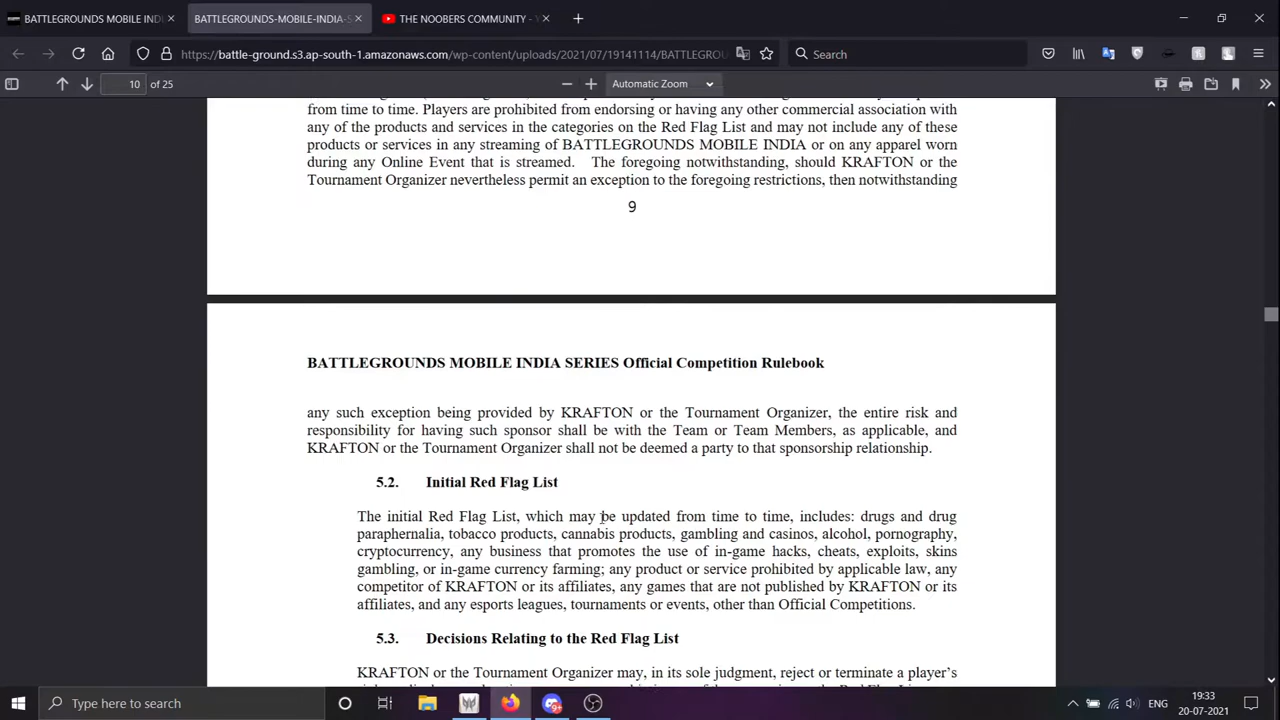 BATTLEGROUNDS MOBILE IND
BATTLEGROUNDS-MOBILE-INDIA-S
THE NOOBERS COMMUNITY - Y
https://battle-ground.s3.ap-south-1.amazonaws.com/wp-content/uploads/2021/07/19141114/BATTLEGROU
Search
10 of 25
Automatic Zoom
from time to time. Players are prohibited from endorsing or having any other commercial association with
any of the products and services in the categories on the Red Flag List and may not include any of these
products or services in any streaming of BATTLEGROUNDS MOBILE INDIA or on any apparel worn
during any Online Event that is streamed. The foregoing notwithstanding, should KRAFTON or the
Tournament Organizer nevertheless permit an exception to the foregoing restrictions, then notwithstanding
9
BATTLEGROUNDS MOBILE INDIA SERIES Official Competition Rulebook
any such exception being provided by KRAFTON or the Tournament Organizer, the entire risk and
responsibility for having such sponsor shall be with the Team or Team Members, as applicable, and
KRAFTON or the Tournament Organizer shall not be deemed a party to that sponsorship relationship.
5.2. Initial Red Flag List
The initial Red Flag List, which may be updated from time to time, includes: drugs and drug
paraphernalia, tobacco products, cannabis products, gambling and casinos, alcohol, pornography,
cryptocurrency, any business that promotes the use of in-game hacks, cheats, exploits, skins
gambling, or in-game currency farming; any product or service prohibited by applicable law, any
competitor of KRAFTON or its affiliates, any games that are not published by KRAFTON or its
affiliates, and any esports leagues, tournaments or events, other than Official Competitions.
5.3. Decisions Relating to the Red Flag List
KRAFTON or the Tournament Organizer may, in its sole judgment, reject or terminate a player's
Type here to search
ENG
19:33
20-07-2021